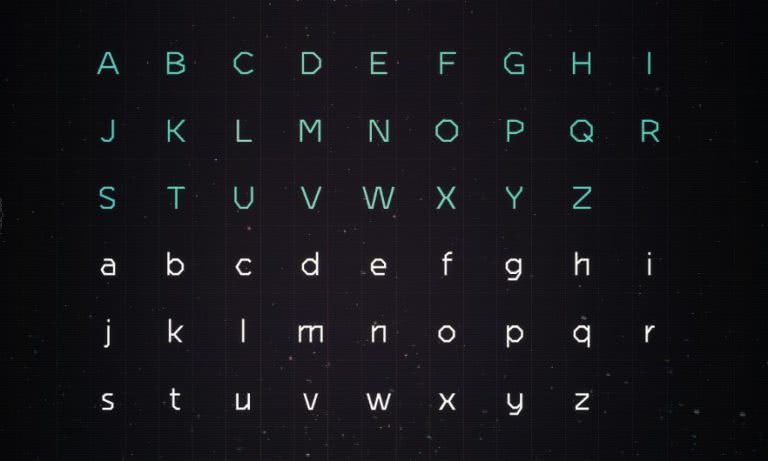 A B C D E F G H I
J K L M N O P Q R
S T U V W X Y Z
a b c d e f g h i
j k l m n o p q r
s t u v w x y z